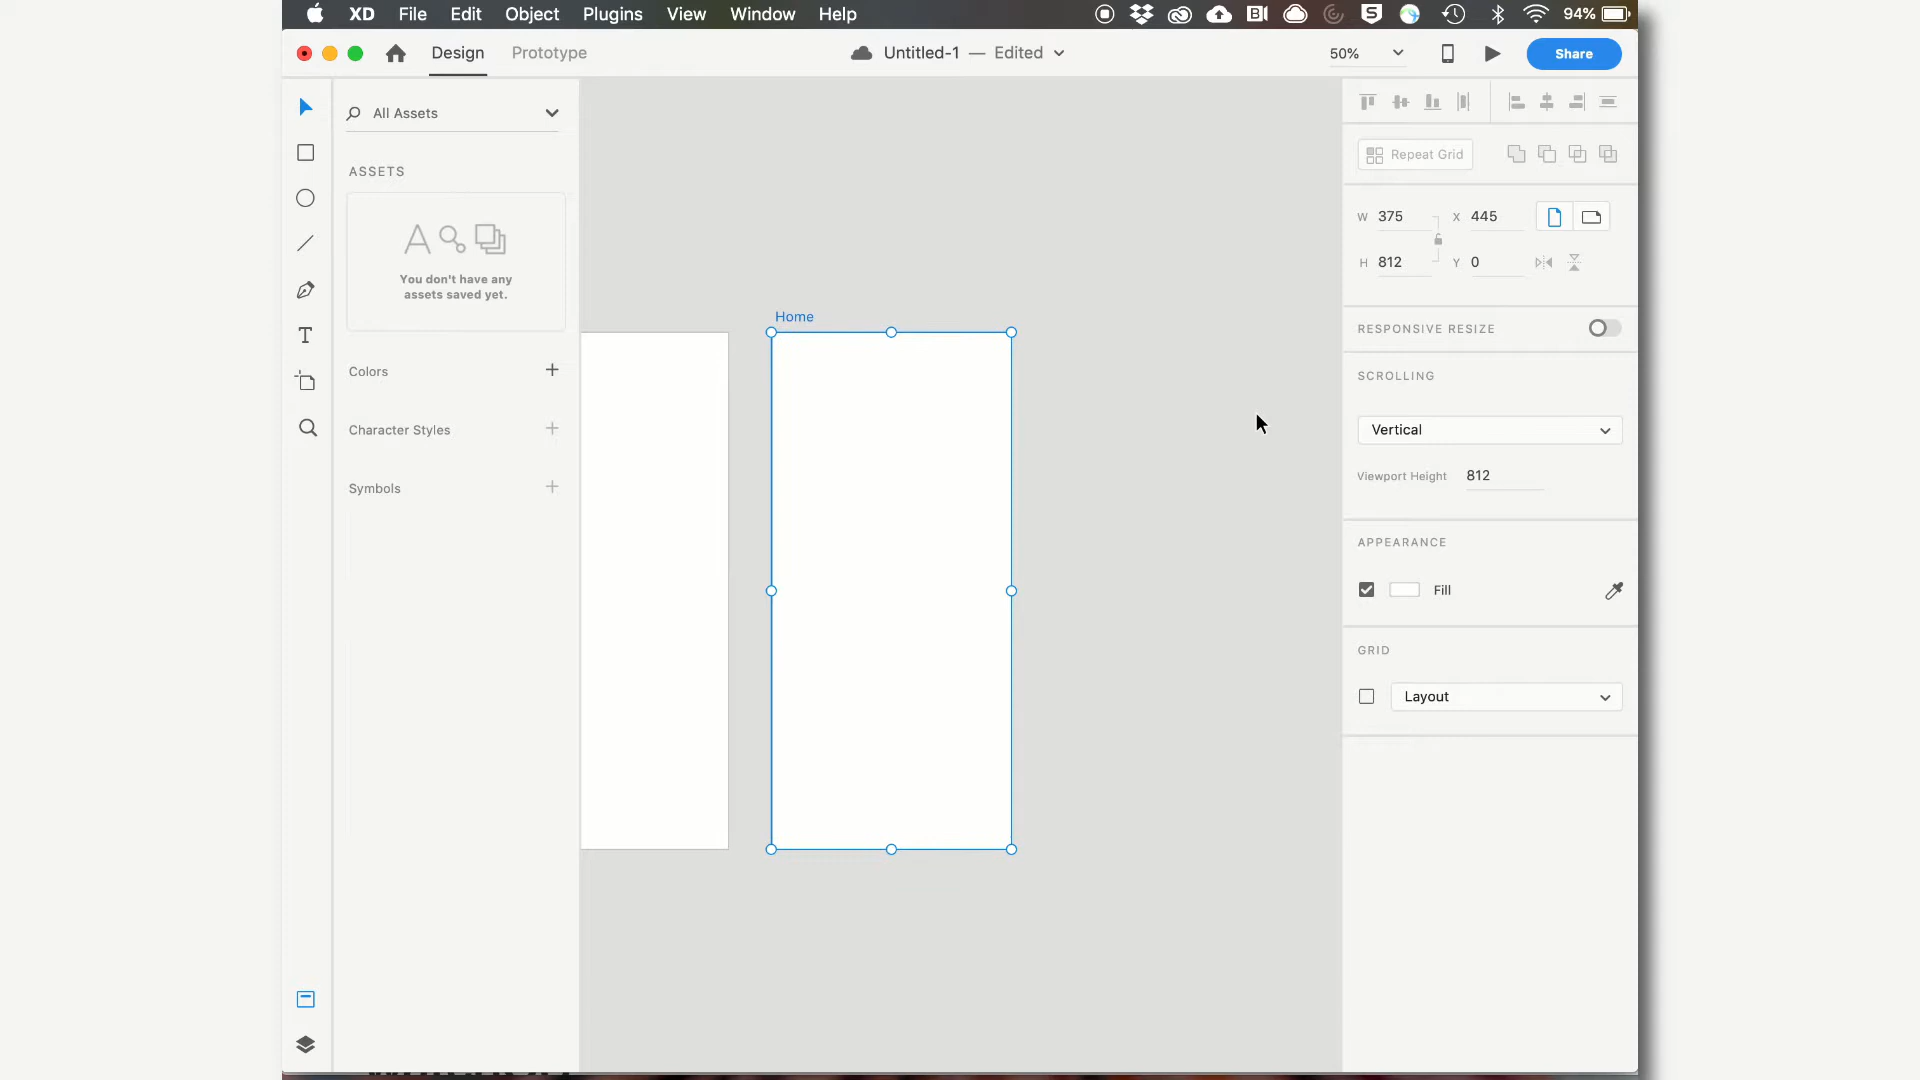 XD File Edit Object Plugins View Window Help 94%
Design Prototype Untitled-1 — Edited 50% Share
All Assets
ASSETS
You don't have any
assets saved yet.
Colors
Character Styles
Symbols
Home
Repeat Grid
W 375 X 445
H 812 Y 0
RESPONSIVE RESIZE
SCROLLING
Vertical
Viewport Height 812
APPEARANCE
Fill
GRID
Layout